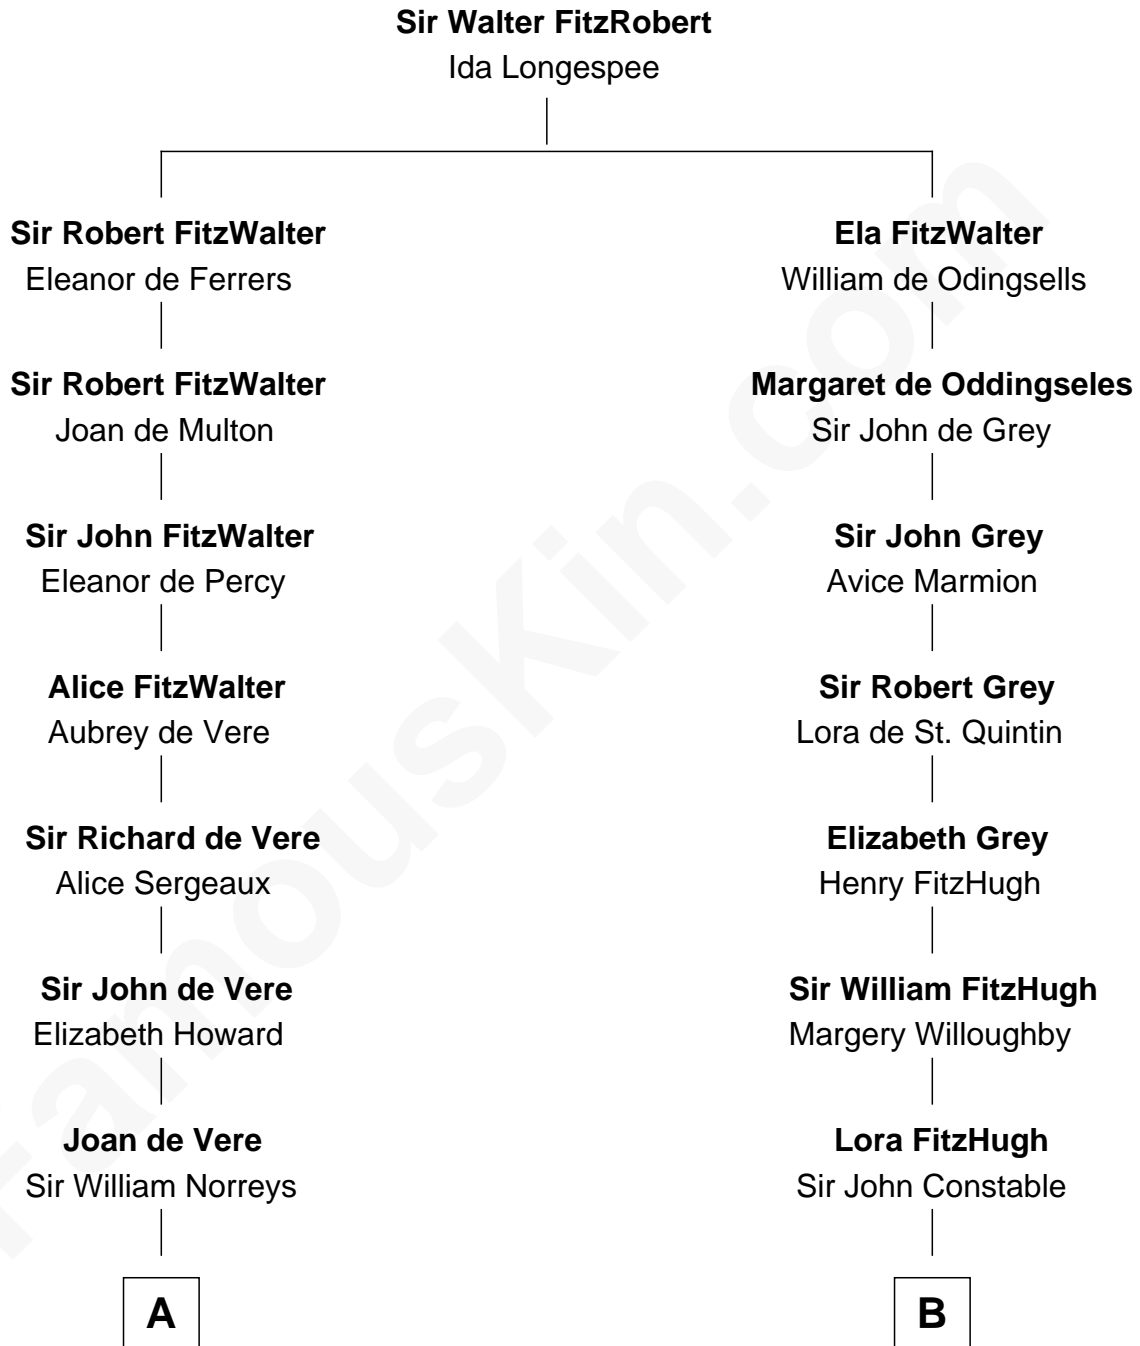 Sir Walter FitzRobert
Ida Longespee
Sir Robert FitzWalter
Eleanor de Ferrers
Ela FitzWalter
William de Odingsells
Sir Robert FitzWalter
Joan de Multon
Margaret de Oddingseles
Sir John de Grey
Sir John FitzWalter
Eleanor de Percy
Sir John Grey
Avice Marmion
Alice FitzWalter
Aubrey de Vere
Sir Robert Grey
Lora de St. Quintin
Sir Richard de Vere
Alice Sergeaux
Elizabeth Grey
Henry FitzHugh
Sir John de Vere
Elizabeth Howard
Sir William FitzHugh
Margery Willoughby
Joan de Vere
Sir William Norreys
Lora FitzHugh
Sir John Constable
A
B
FamousKin.com